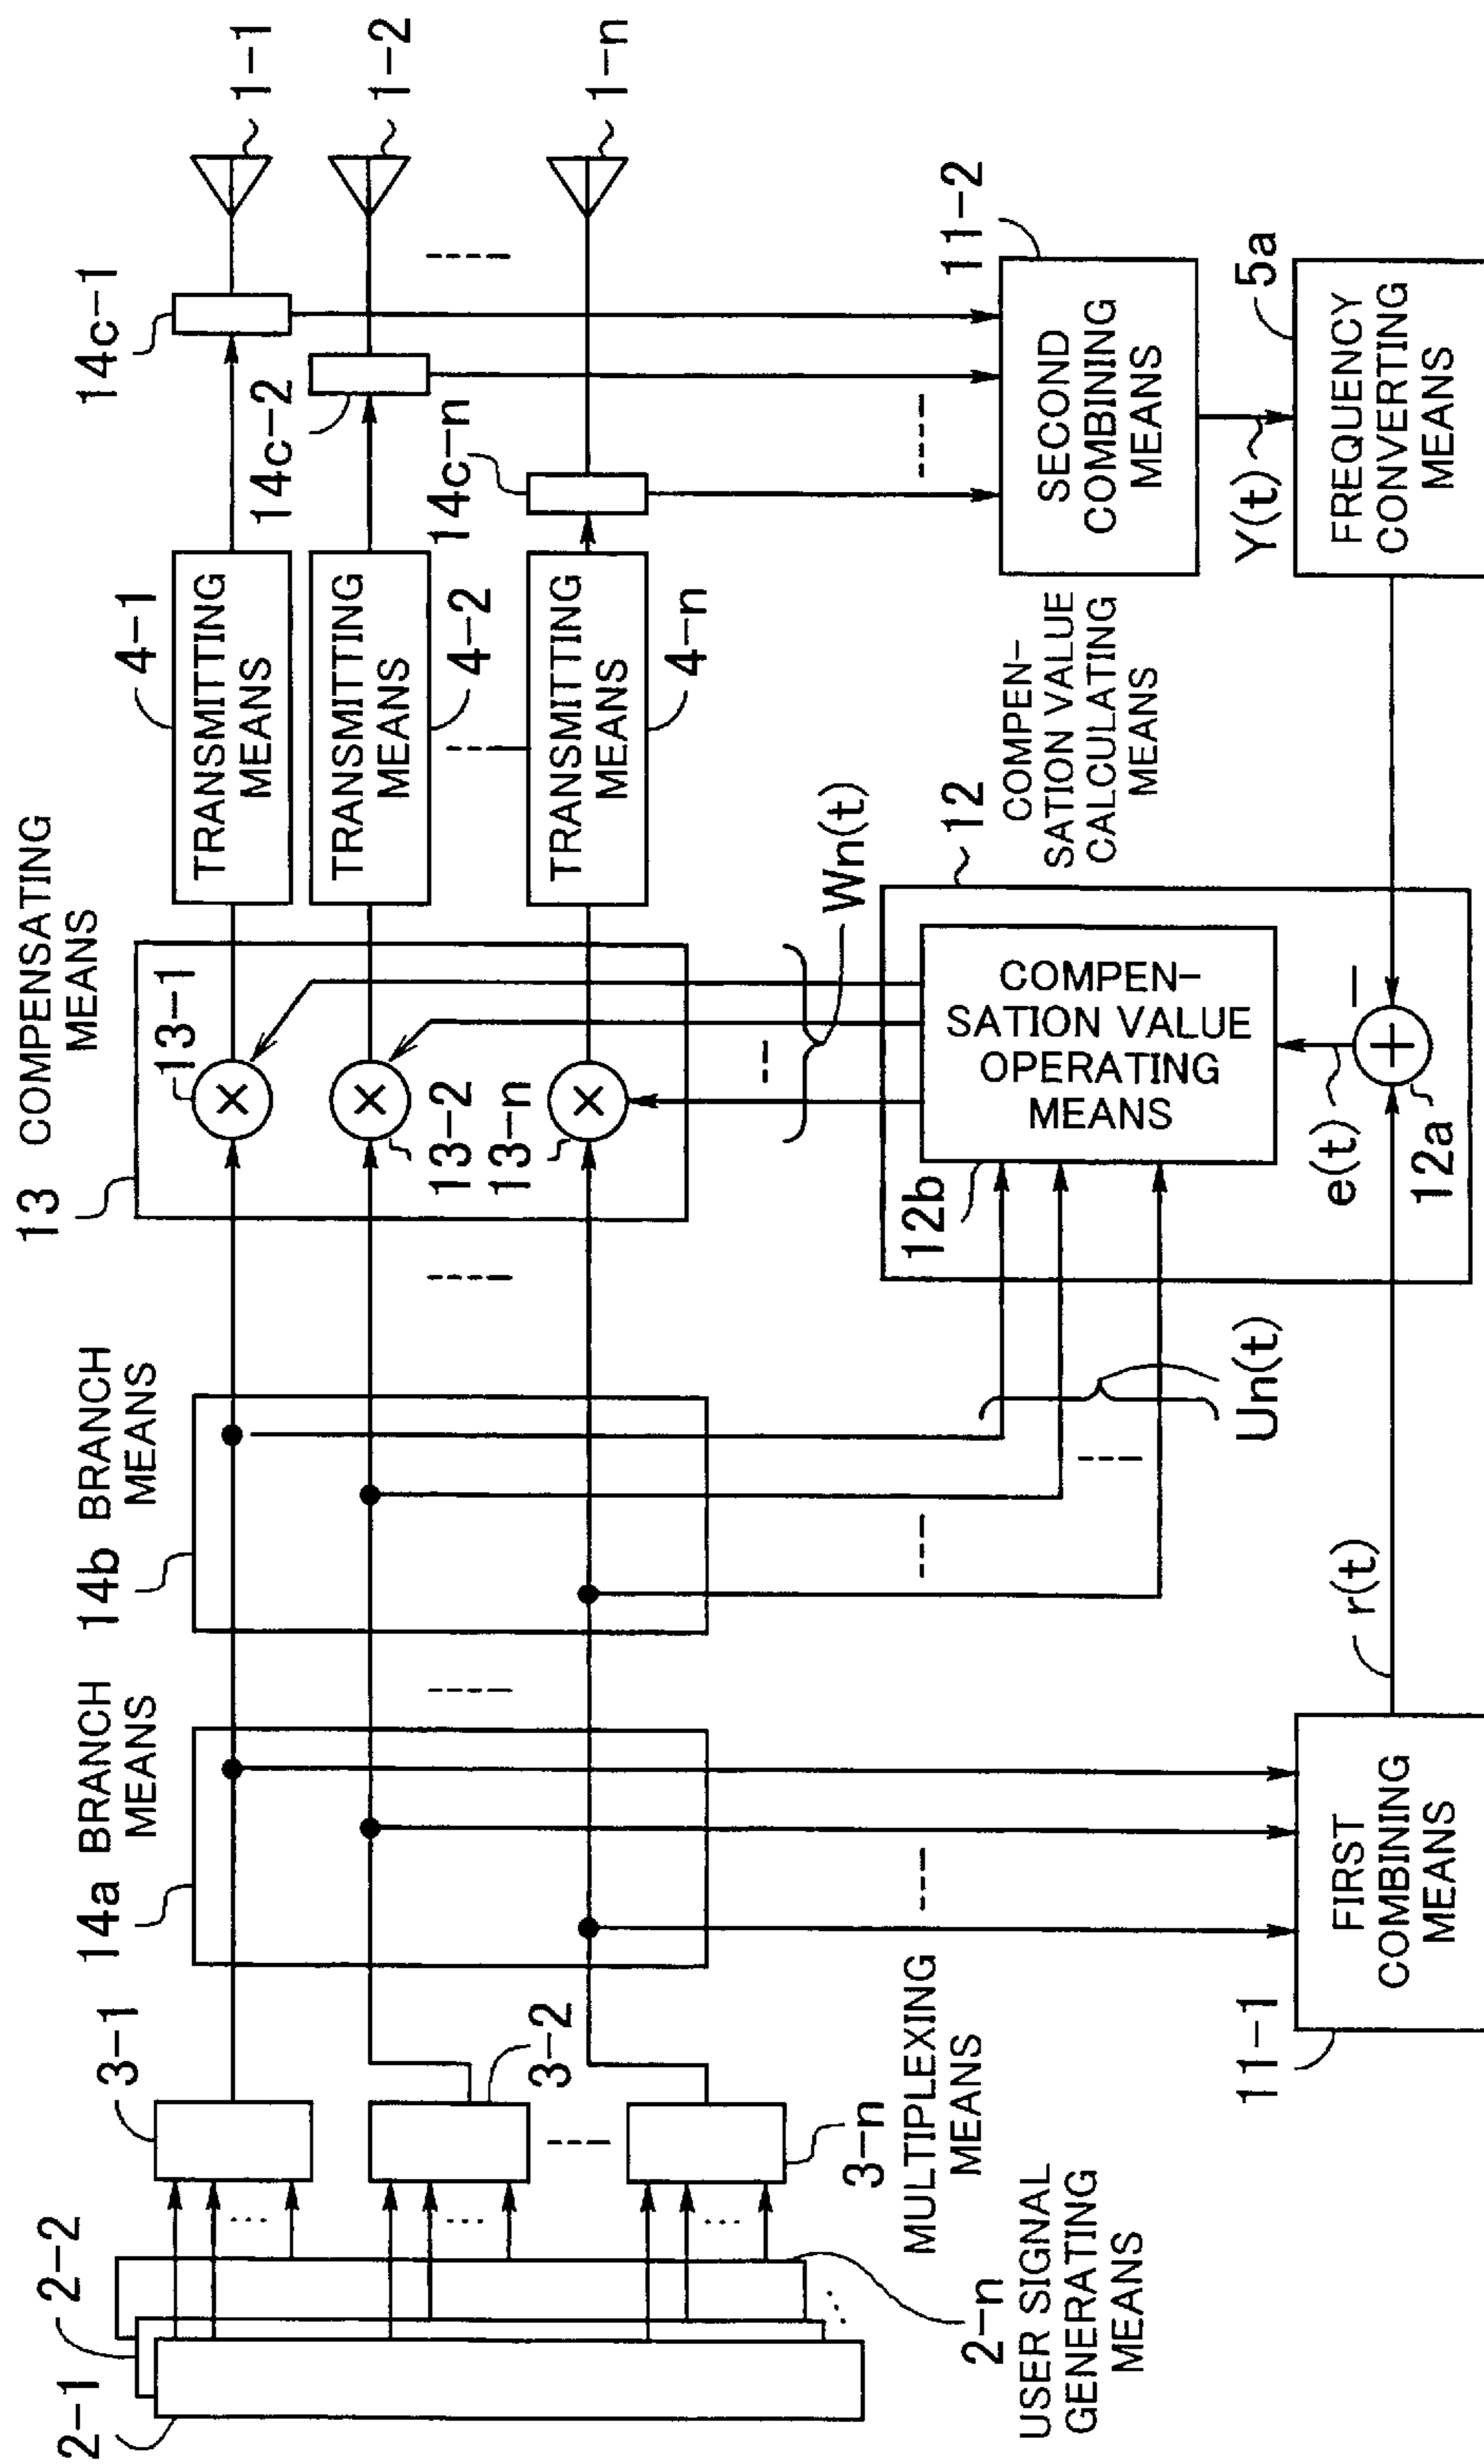 13 COMPENSATING
MEANS
14a BRANCH
MEANS
14b BRANCH
MEANS
2-1
2-2
2-n
USER SIGNAL
GENERATING
MEANS
3-1
3-2
3-n
MULTIPLEXING
MEANS
13-1
13-2
13-n
4-1
TRANSMITTING
MEANS
TRANSMITTING
MEANS
4-2
TRANSMITTING
MEANS
4-n
14c-1
14c-2
14c-n
1-1
1-2
1-n
11-1
FIRST
COMBINING
MEANS
r(t)
Un(t)
Wn(t)
12
COMPEN-
SATION VALUE
CALCULATING
MEANS
12b
COMPEN-
SATION VALUE
OPERATING
MEANS
e(t)
12a
+
−
×
×
×
11-2
SECOND
COMBINING
MEANS
Y(t)
5a
FREQUENCY
CONVERTING
MEANS